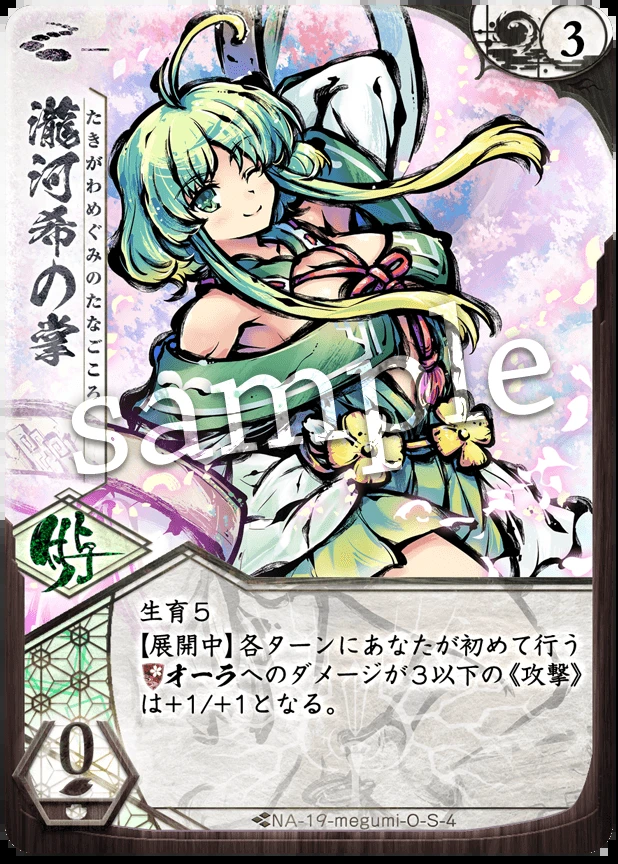 3
瀧河希の掌
たきがわめぐみのたなごころ
sample
生育5
【展開中】各ターンにあなたが初めて行う
オーラへのダメージが3以下の《攻撃》
は+1/+1となる。
0
NA-19-megumi-O-S-4